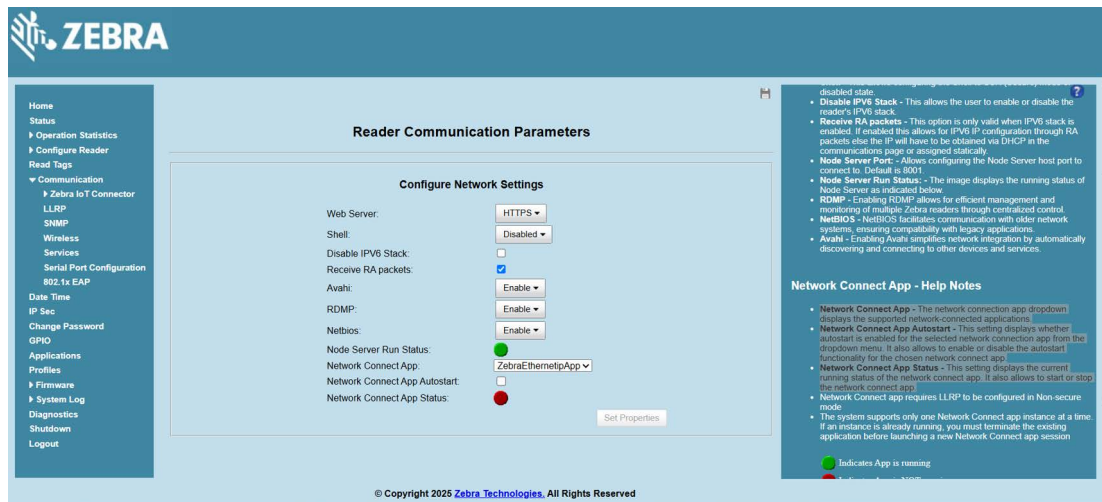 ZEBRA
Home
Status
Operation Statistics
Configure Reader
Read Tags
Communication
Zebra IoT Connector
LLRP
SNMP
Wireless
Services
Serial Port Configuration
802.1x EAP
Date Time
IP Sec
Change Password
GPIO
Applications
Profiles
Firmware
System Log
Diagnostics
Shutdown
Logout
Reader Communication Parameters
Configure Network Settings
Web Server: HTTPS
Shell: Disabled
Disable IPV6 Stack:
Receive RA packets:
Avahi: Enable
RDMP: Enable
Netbios: Enable
Node Server Run Status:
Network Connect App: ZebraEthernetipApp
Network Connect App Autostart:
Network Connect App Status:
Set Properties
?
disabled state.
• Disable IPV6 Stack - This allows the user to enable or disable the
reader's IPV6 stack.
• Receive RA packets - This option is only valid when IPV6 stack is
enabled. If enabled this allows for IPV6 IP configuration through RA
packets else the IP will have to be obtained via DHCP in the
communications page or assigned statically.
• Node Server Port: - Allows configuring the Node Server host port to
connect to. Default is 8001.
• Node Server Run Status: - The image displays the running status of
Node Server as indicated below.
• RDMP - Enabling RDMP allows for efficient management and
monitoring of multiple Zebra readers through centralized control.
• NetBIOS - NetBIOS facilitates communication with older network
systems, ensuring compatibility with legacy applications.
• Avahi - Enabling Avahi simplifies network integration by automatically
discovering and connecting to other devices and services.
Network Connect App - Help Notes
• Network Connect App - The network connection app dropdown
displays the supported network-connected applications.
• Network Connect App Autostart - This setting displays whether
autostart is enabled for the selected network connection app from the
dropdown menu. It also allows to enable or disable the autostart
functionality for the chosen network connect app.
• Network Connect App Status - This setting displays the current
running status of the network connect app. It also allows to start or stop
the network connect app
• Network Connect app requires LLRP to be configured in Non-secure
mode
• The system supports only one Network Connect app instance at a time.
If an instance is already running, you must terminate the existing
application before launching a new Network Connect app session
Indicates App is running
© Copyright 2025 Zebra Technologies. All Rights Reserved